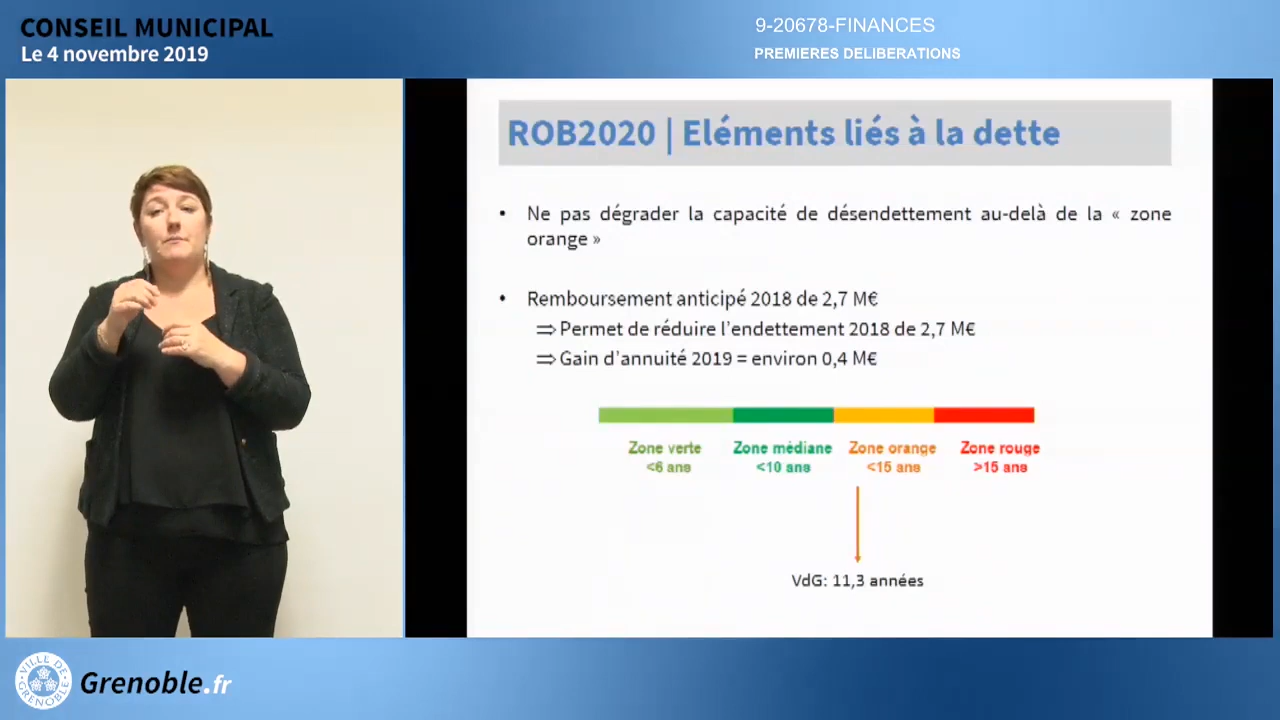 CONSEIL MUNICIPAL
Le 4 novembre 2019
9-20678-FINANCES
PREMIERES DELIBERATIONS
ROB2020 | Eléments liés à la dette
• Ne pas dégrader la capacité de désendettement au-delà de la « zone
orange »
• Remboursement anticipé 2018 de 2,7 M€
⇒ Permet de réduire l'endettement 2018 de 2,7 M€
⇒ Gain d'annuité 2019 = environ 0,4 M€
Zone verte
<6 ans
Zone médiane
<10 ans
Zone orange
<15 ans
Zone rouge
>15 ans
VdG: 11,3 années
VILLE DE
GRENOBLE
Grenoble.fr